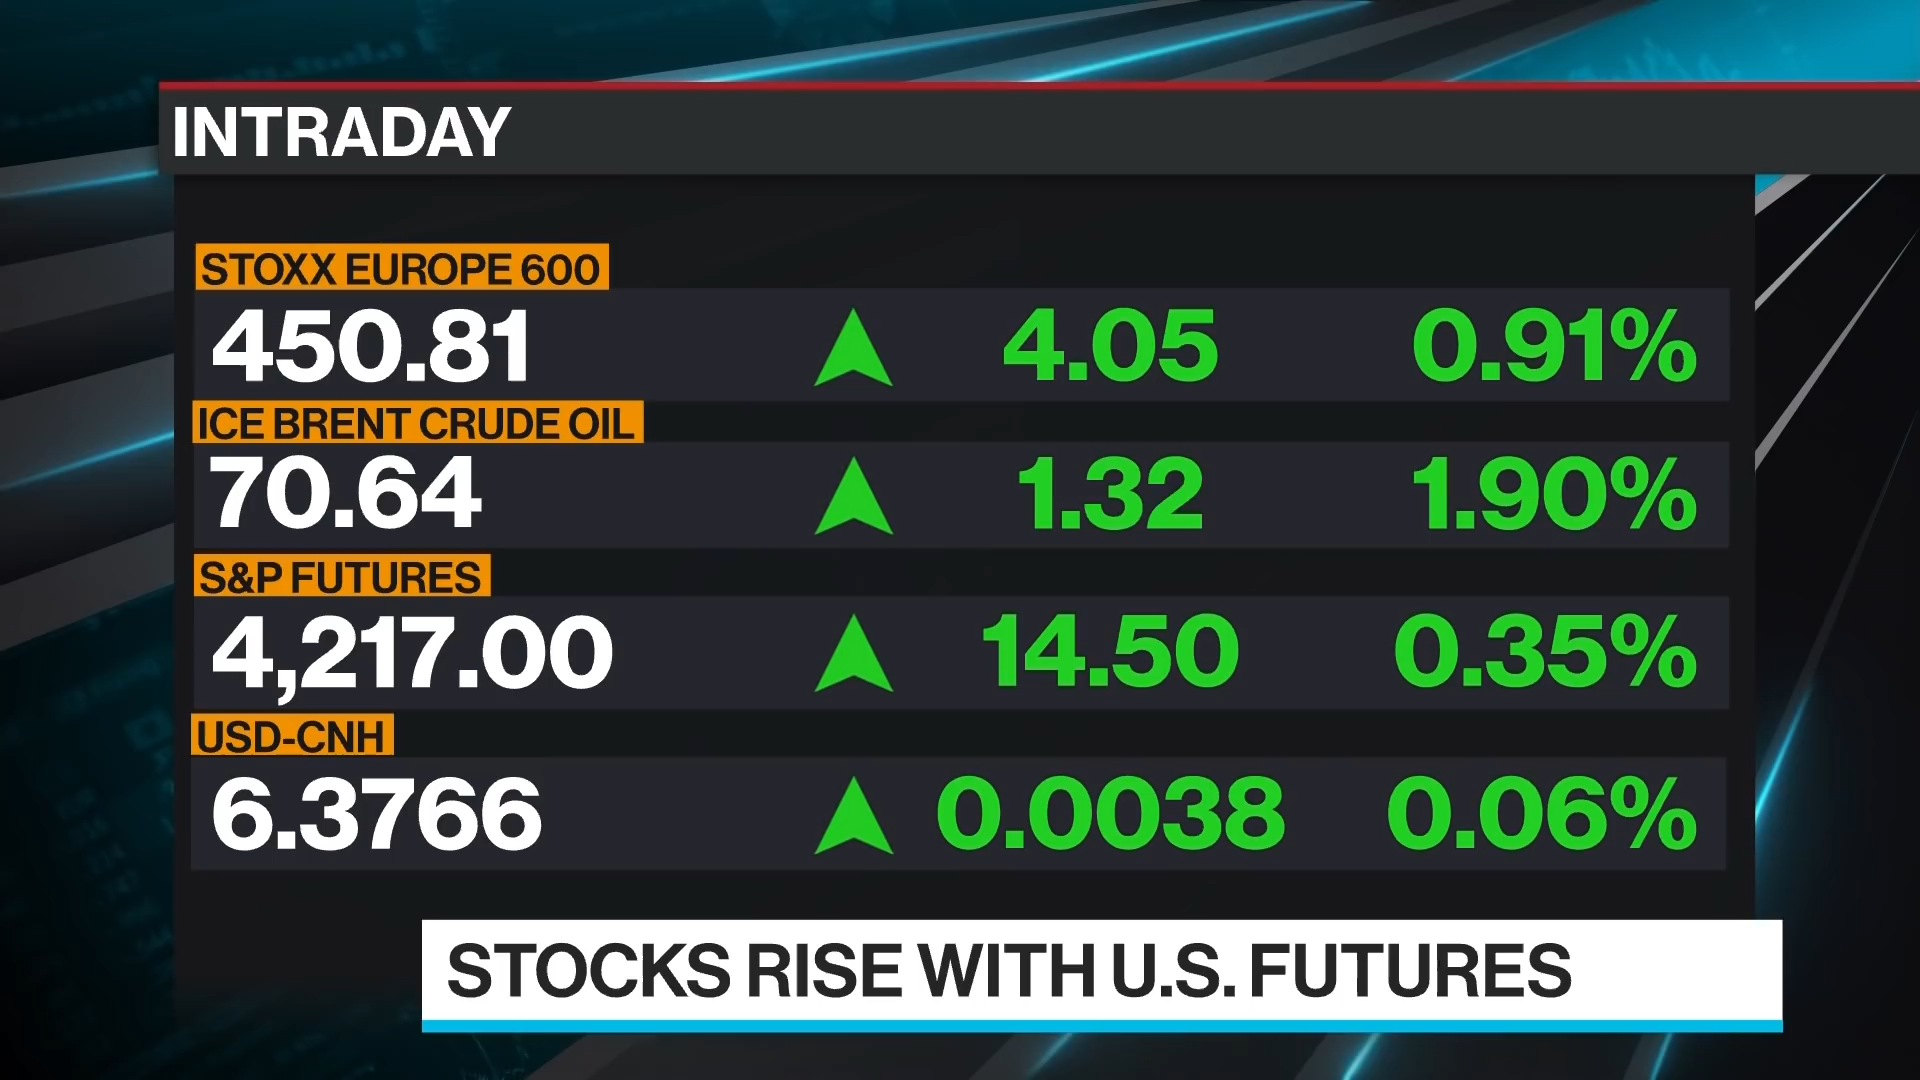 INTRADAY
STOXX EUROPE 600
450.81 ▲ 4.05 0.91%
ICE BRENT CRUDE OIL
70.64 ▲ 1.32 1.90%
S&P FUTURES
4,217.00 ▲ 14.50 0.35%
USD-CNH
6.3766 ▲ 0.0038 0.06%
STOCKS RISE WITH U.S. FUTURES